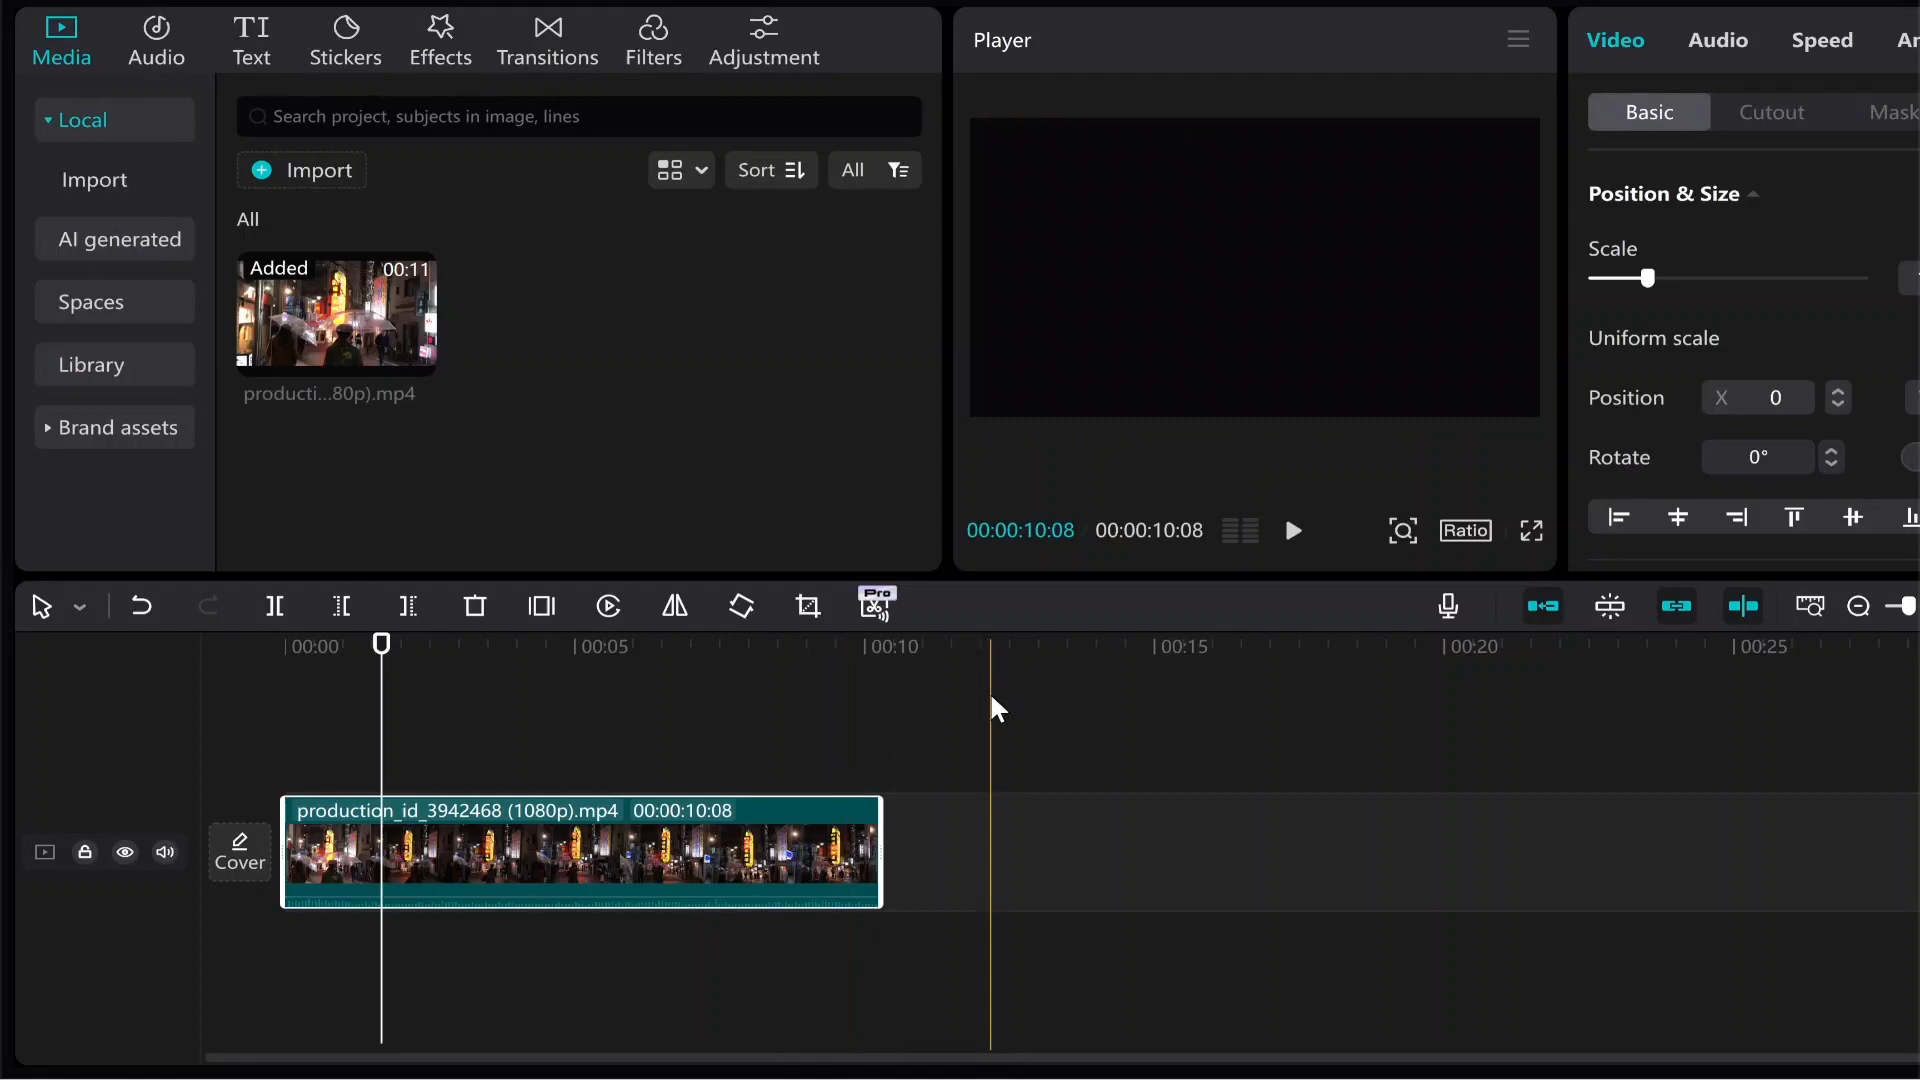 Media
Audio
Text
Stickers
Effects
Transitions
Filters
Adjustment
Local
Import
AI generated
Spaces
Library
Brand assets
Search project, subjects in image, lines
Import
Sort
All
All
Added
00:11
producti...80p).mp4
Player
00:00:10:08
00:00:10:08
Ratio
Video
Audio
Speed
Basic
Cutout
Mask
Position & Size
Scale
Uniform scale
Position
X
0
Rotate
0°
Pro
00:00
00:05
00:10
00:15
00:20
00:25
Cover
production_id_3942468 (1080p).mp4 00:00:10:08